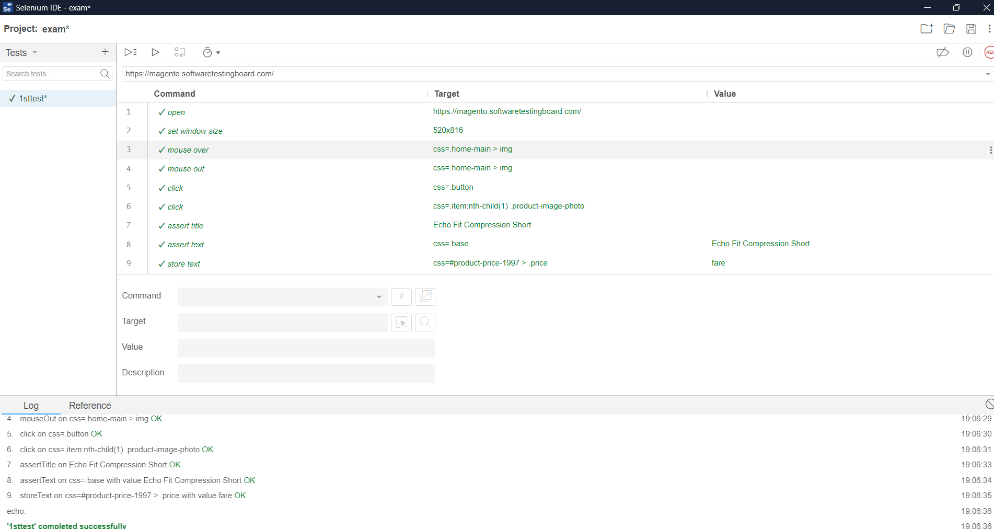 Selenium IDE - exam*
Project: exam*
Tests
Search tests
https://magento.softwaretestingboard.com/
✓ 1sttest*
Command Target Value
1 ✓ open https://magento.softwaretestingboard.com/
2 ✓ set window size 520x816
3 ✓ mouse over css=.home-main > img
4 ✓ mouse out css=.home-main > img
5 ✓ click css=.button
6 ✓ click css=.item:nth-child(1) .product-image-photo
7 ✓ assert title Echo Fit Compression Short
8 ✓ assert text css=.base Echo Fit Compression Short
9 ✓ store text css=#product-price-1997 > .price fare
Command //
Target
Value
Description
Log Reference
4. mouseOut on css=.home-main > img OK 19:06:29
5. click on css=.button OK 19:06:30
6. click on css=.item:nth-child(1) .product-image-photo OK 19:06:31
7. assertTitle on Echo Fit Compression Short OK 19:06:33
8. assertText on css=.base with value Echo Fit Compression Short OK 19:06:34
9. storeText on css=#product-price-1997 > .price with value fare OK 19:06:35
echo: 19:06:36
'1sttest' completed successfully 19:06:36